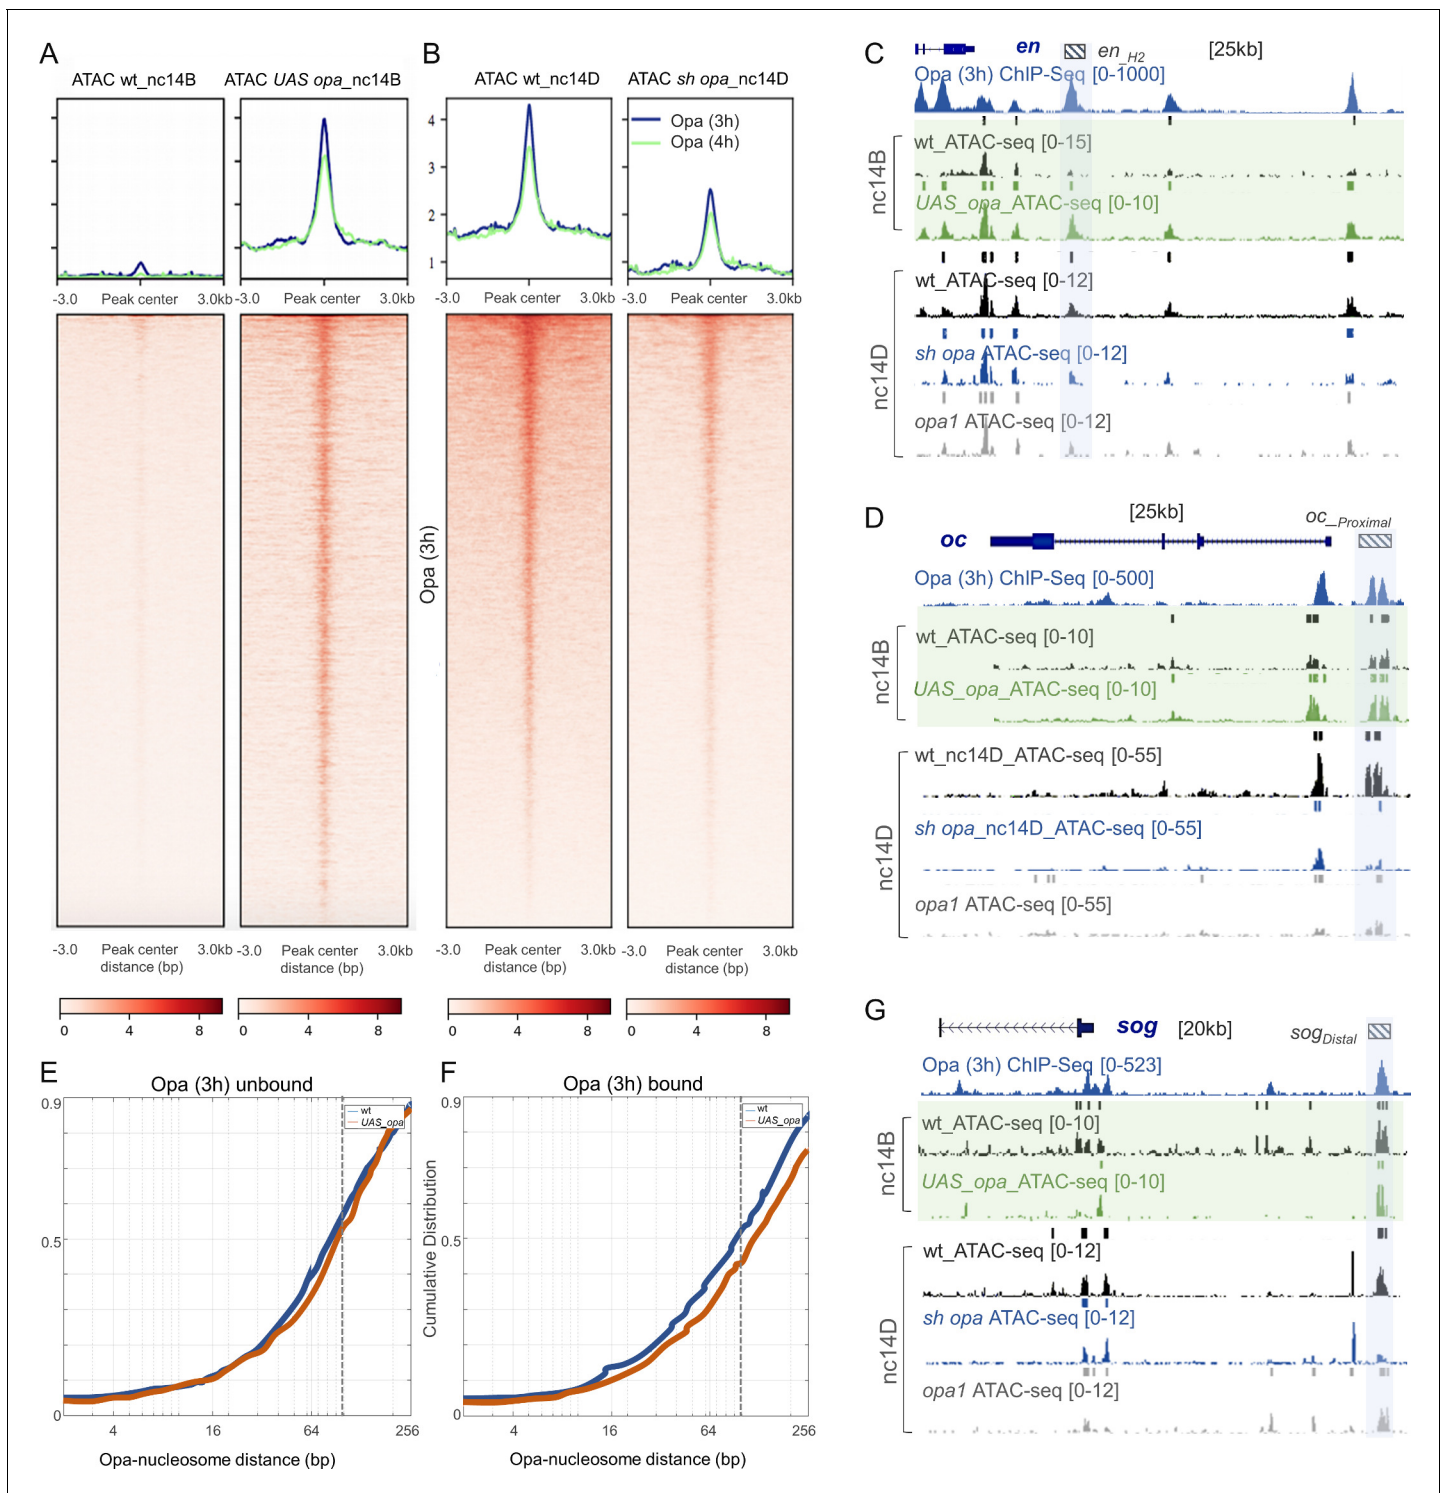 A
B
ATAC wt_nc14B
ATAC UAS opa_nc14B
ATAC wt_nc14D
ATAC sh opa_nc14D
4
3
2
1
Opa (3h)
Opa (4h)
-3.0 Peak center 3.0kb
-3.0 Peak center 3.0kb
-3.0 Peak center 3.0kb
-3.0 Peak center 3.0kb
Opa (3h)
-3.0 Peak center 3.0kb
distance (bp)
-3.0 Peak center 3.0kb
distance (bp)
-3.0 Peak center 3.0kb
distance (bp)
-3.0 Peak center 3.0kb
distance (bp)
0 4 8
0 4 8
0 4 8
0 4 8
C
en
en_H2
[25kb]
Opa (3h) ChIP-Seq [0-1000]
nc14B
wt_ATAC-seq [0-15]
UAS_opa_ATAC-seq [0-10]
nc14D
wt_ATAC-seq [0-12]
sh opa ATAC-seq [0-12]
opa1 ATAC-seq [0-12]
D
[25kb]
oc_Proximal
oc
Opa (3h) ChIP-Seq [0-500]
nc14B
wt_ATAC-seq [0-10]
UAS_opa_ATAC-seq [0-10]
nc14D
wt_nc14D_ATAC-seq [0-55]
sh opa_nc14D_ATAC-seq [0-55]
opa1 ATAC-seq [0-55]
E
Opa (3h) unbound
0.9
0.5
0
wt
UAS_opa
4 16 64 256
Opa-nucleosome distance (bp)
F
Opa (3h) bound
Cumulative Distribution
0.9
0.5
0
wt
UAS_opa
4 16 64 256
Opa-nucleosome distance (bp)
G
sog
[20kb]
sogDistal
Opa (3h) ChIP-Seq [0-523]
nc14B
wt_ATAC-seq [0-10]
UAS_opa_ATAC-seq [0-10]
nc14D
wt_ATAC-seq [0-12]
sh opa ATAC-seq [0-12]
opa1 ATAC-seq [0-12]